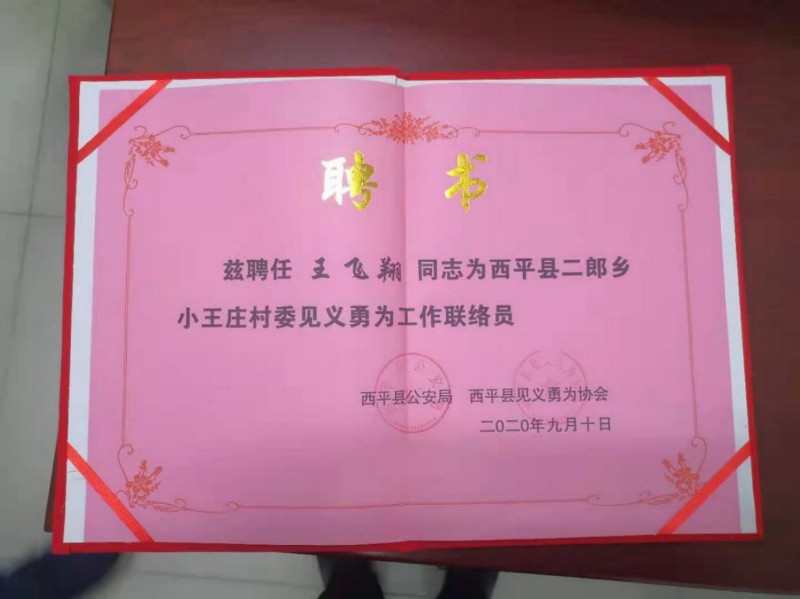 聘书
兹聘任 王飞翔 同志为西平县二郎乡
小王庄村委见义勇为工作联络员
西平县公安局 西平县见义勇为协会
二〇二〇年九月十日